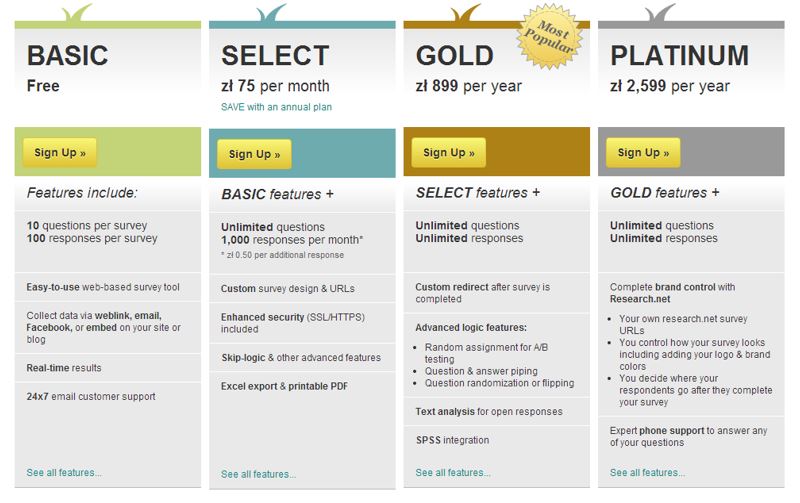 BASIC
Free
Sign Up »
Features include:
10 questions per survey
100 responses per survey
Easy-to-use web-based survey tool
Collect data via weblink, email,
Facebook, or embed on your site or
blog
Real-time results
24x7 email customer support
See all features...
SELECT
zł 75 per month
SAVE with an annual plan
Sign Up »
BASIC features +
Unlimited questions
1,000 responses per month*
* zł 0.50 per additional response
Custom survey design & URLs
Enhanced security (SSL/HTTPS)
included
Skip-logic & other advanced features
Excel export & printable PDF
See all features...
GOLD
Most
Popular
zł 899 per year
Sign Up »
SELECT features +
Unlimited questions
Unlimited responses
Custom redirect after survey is
completed
Advanced logic features:
• Random assignment for A/B
testing
• Question & answer piping
• Question randomization or flipping
Text analysis for open responses
SPSS integration
See all features...
PLATINUM
zł 2,599 per year
Sign Up »
GOLD features +
Unlimited questions
Unlimited responses
Complete brand control with
Research.net
• Your own research.net survey
URLs
• You control how your survey looks
including adding your logo & brand
colors
• You decide where your
respondents go after they complete
your survey
Expert phone support to answer any
of your questions
See all features...